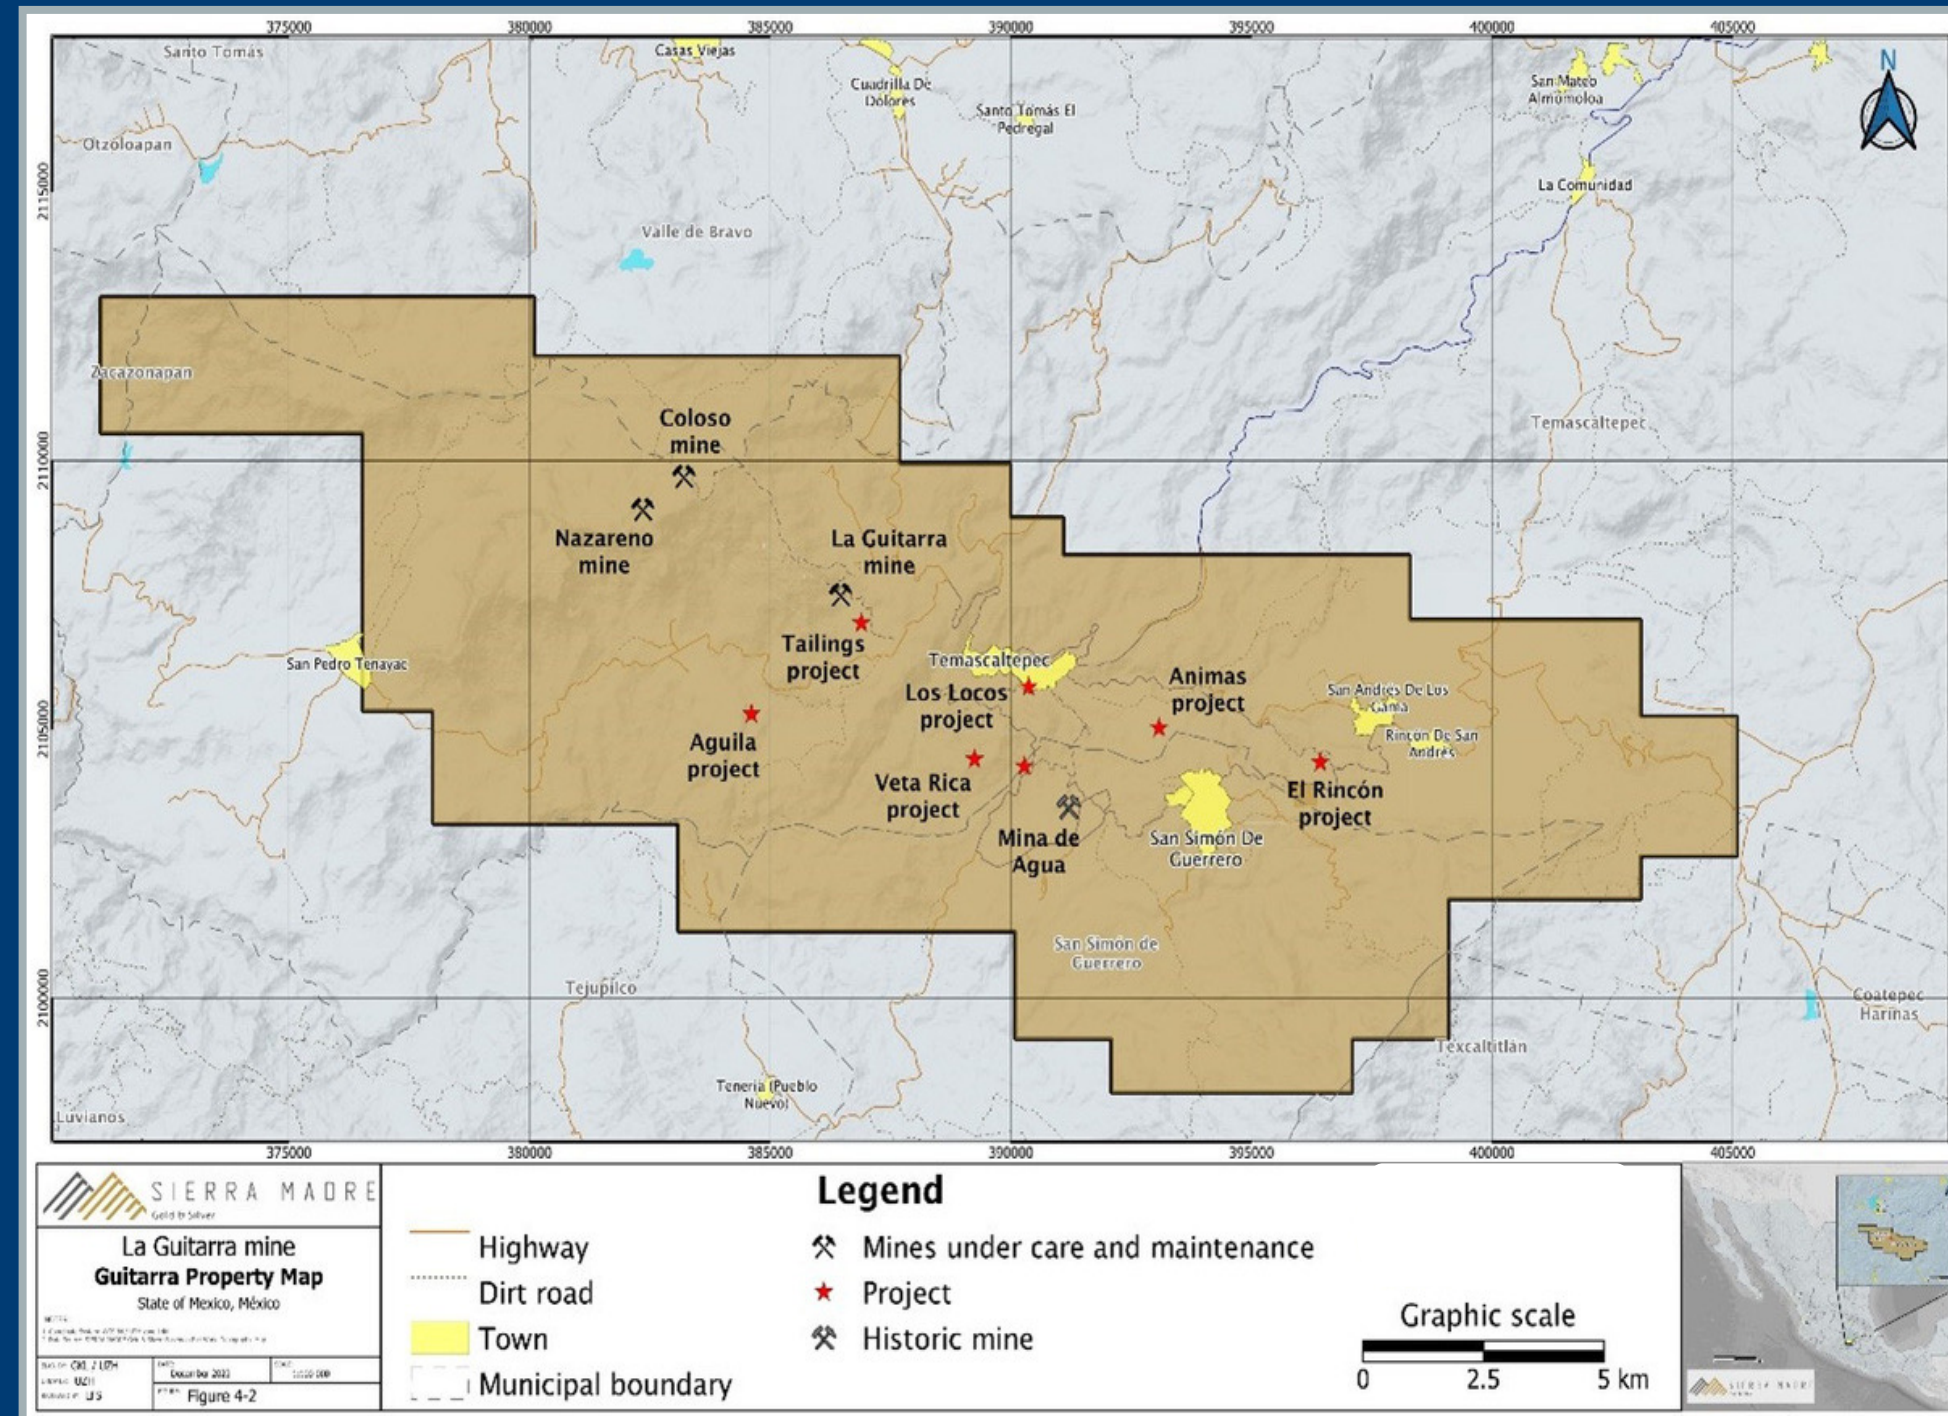 375000
380000
385000
390000
395000
400000
405000
Santo Tomás
Casas Viejas
Cuadrilla De
Dolores
Santo Tomás El
Pedregal
San Mateo
Almomoloa
N
Otzoloapan
La Comunidad
2115000
Valle de Bravo
Zacazonapan
Coloso
mine
Temascaltepec
2110000
Nazareno
mine
La Guitarra
mine
San Pedro Tenayac
Tailings
project
Temascaltepec
Los Locos
project
Animas
project
San Andrés De Los
Gama
Rincón De San
Andrés
2105000
Aguila
project
Veta Rica
project
El Rincón
project
Mina de
Agua
San Simón De
Guerrero
San Simón de
Guerrero
Tejupilco
2100000
Coatepec
Harinas
Texcaltitlán
Tenería (Pueblo
Nuevo)
Luvianos
375000
380000
385000
390000
395000
400000
405000
SIERRA MADRE
Gold & Silver
La Guitarra mine
Guitarra Property Map
State of Mexico, México
December 2023
Figure 4-2
Legend
Highway
Dirt road
Town
Municipal boundary
Mines under care and maintenance
Project
Historic mine
Graphic scale
0 2.5 5 km
SIERRA MADRE